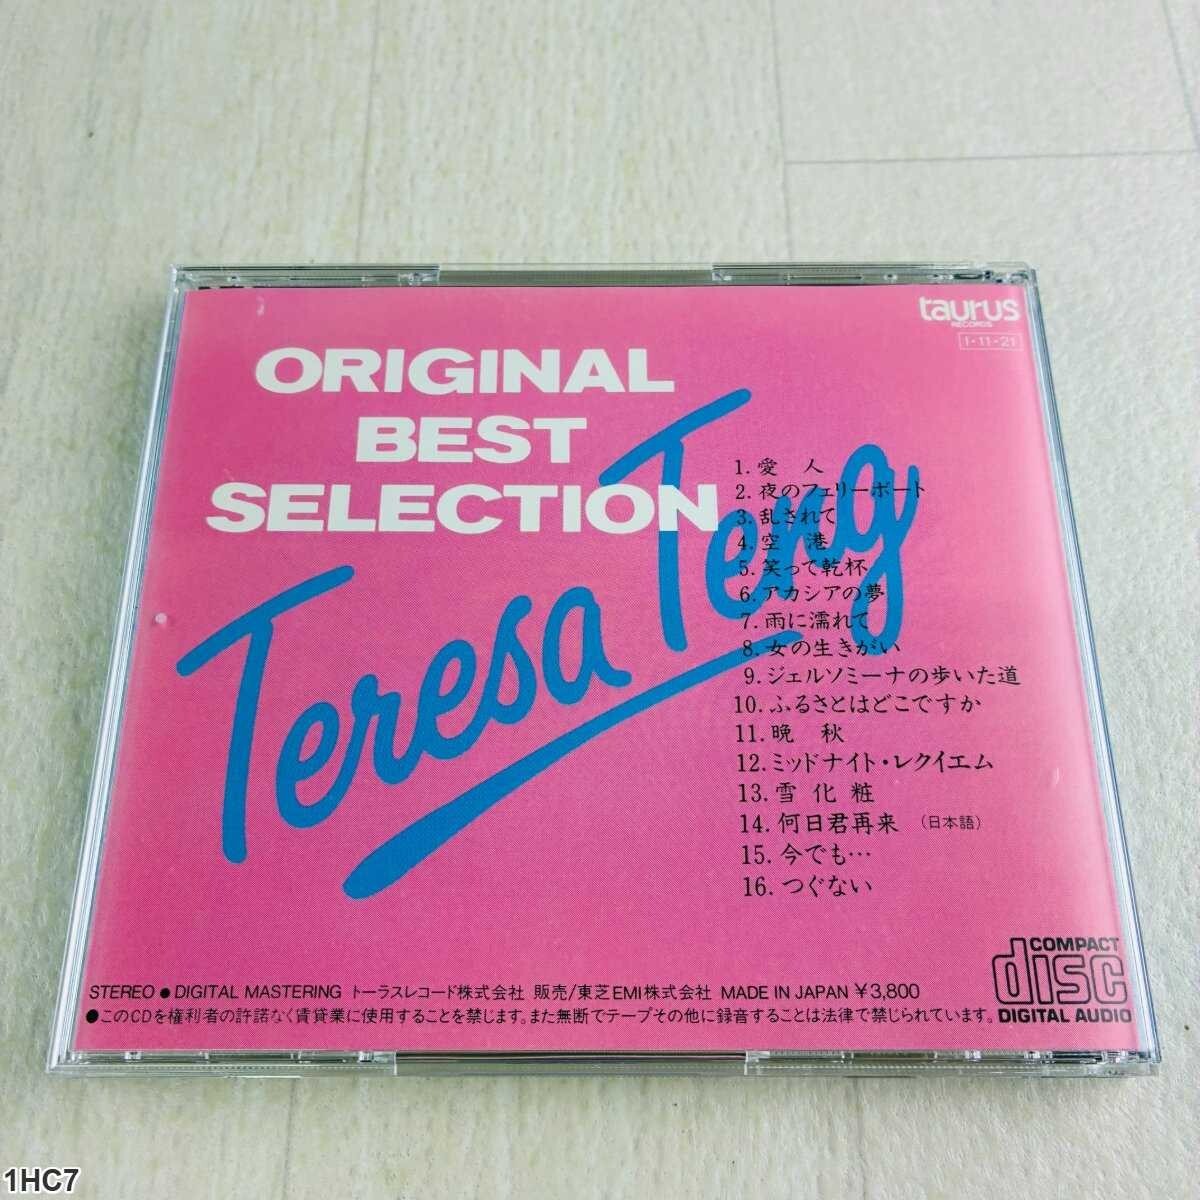 taurus
RECORDS
I・11・21
ORIGINAL
BEST
SELECTION
Teresa Teng
1. 愛 人
2. 夜のフェリーボート
3. 乱されて
4. 空 港
5. 笑って乾杯
6. アカシアの夢
7. 雨に濡れて
8. 女の生きがい
9. ジェルソミーナの歩いた道
10. ふるさとはどこですか
11. 晩 秋
12. ミッドナイト・レクイエム
13. 雪 化 粧
14. 何日君再来 (日本語)
15. 今でも…
16. つぐない
COMPACT
disc
DIGITAL AUDIO
STEREO ● DIGITAL MASTERING トーラスレコード株式会社 販売/東芝EMI株式会社 MADE IN JAPAN ¥3,800
●このCDを権利者の許諾なく賃貸業に使用することを禁じます。また無断でテープその他に録音することは法律で禁じられています。
1HC7